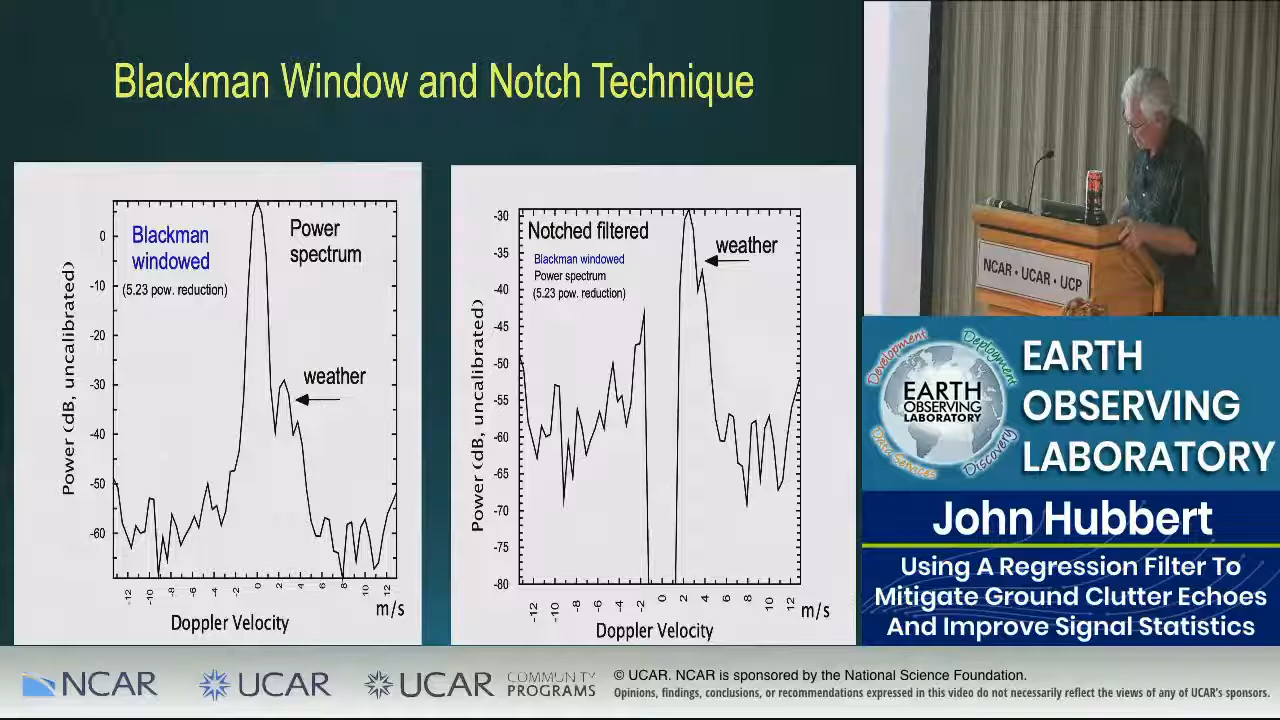 Blackman Window and Notch Technique
Blackman
windowed
(5.23 pow. reduction)
Power
spectrum
weather
Power (dB, uncalibrated)
0
-10
-20
-30
-40
-50
-60
-12 -10 -8 -6 -4 -2 0 2 4 6 8 10 12
m/s
Doppler Velocity
Notched filtered
Blackman windowed
Power spectrum
(5.23 pow. reduction)
weather
Power (dB, uncalibrated)
-30
-35
-40
-45
-50
-55
-60
-65
-70
-75
-80
-12 -10 -8 -6 -4 -2 0 2 4 6 8 10 12
m/s
Doppler Velocity
NCAR • UCAR • UCP
Development
Deployment
EARTH
OBSERVING
LABORATORY
Data Services
Discovery
EARTH
OBSERVING
LABORATORY
John Hubbert
Using A Regression Filter To
Mitigate Ground Clutter Echoes
And Improve Signal Statistics
NCAR
UCAR
UCAR
COMMUNITY
PROGRAMS
© UCAR. NCAR is sponsored by the National Science Foundation.
Opinions, findings, conclusions, or recommendations expressed in this video do not necessarily reflect the views of any of UCAR's sponsors.